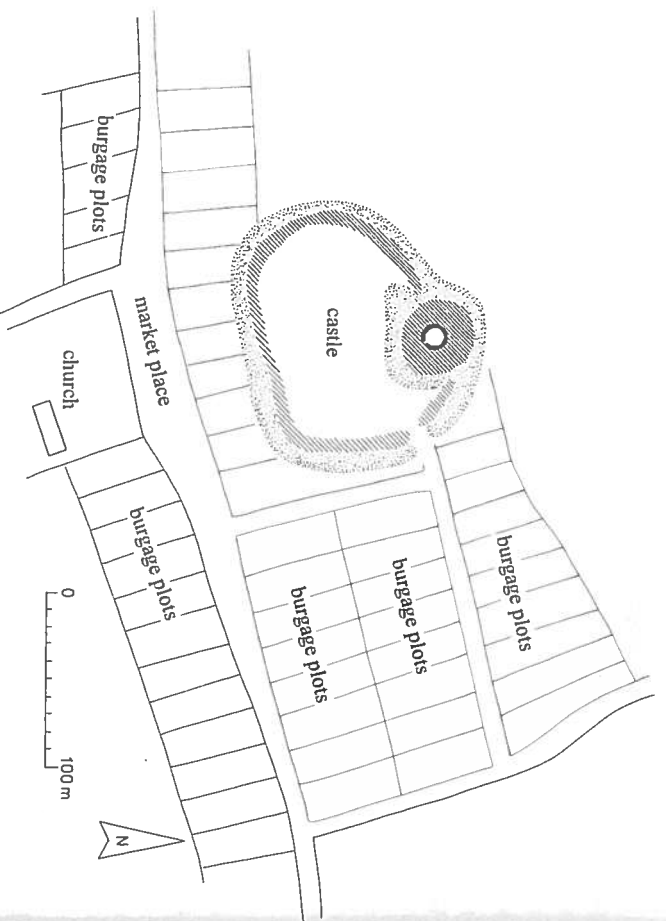 burgage plots
market place
castle
church
burgage plots
burgage plots
burgage plots
burgage plots
0
100 m
N